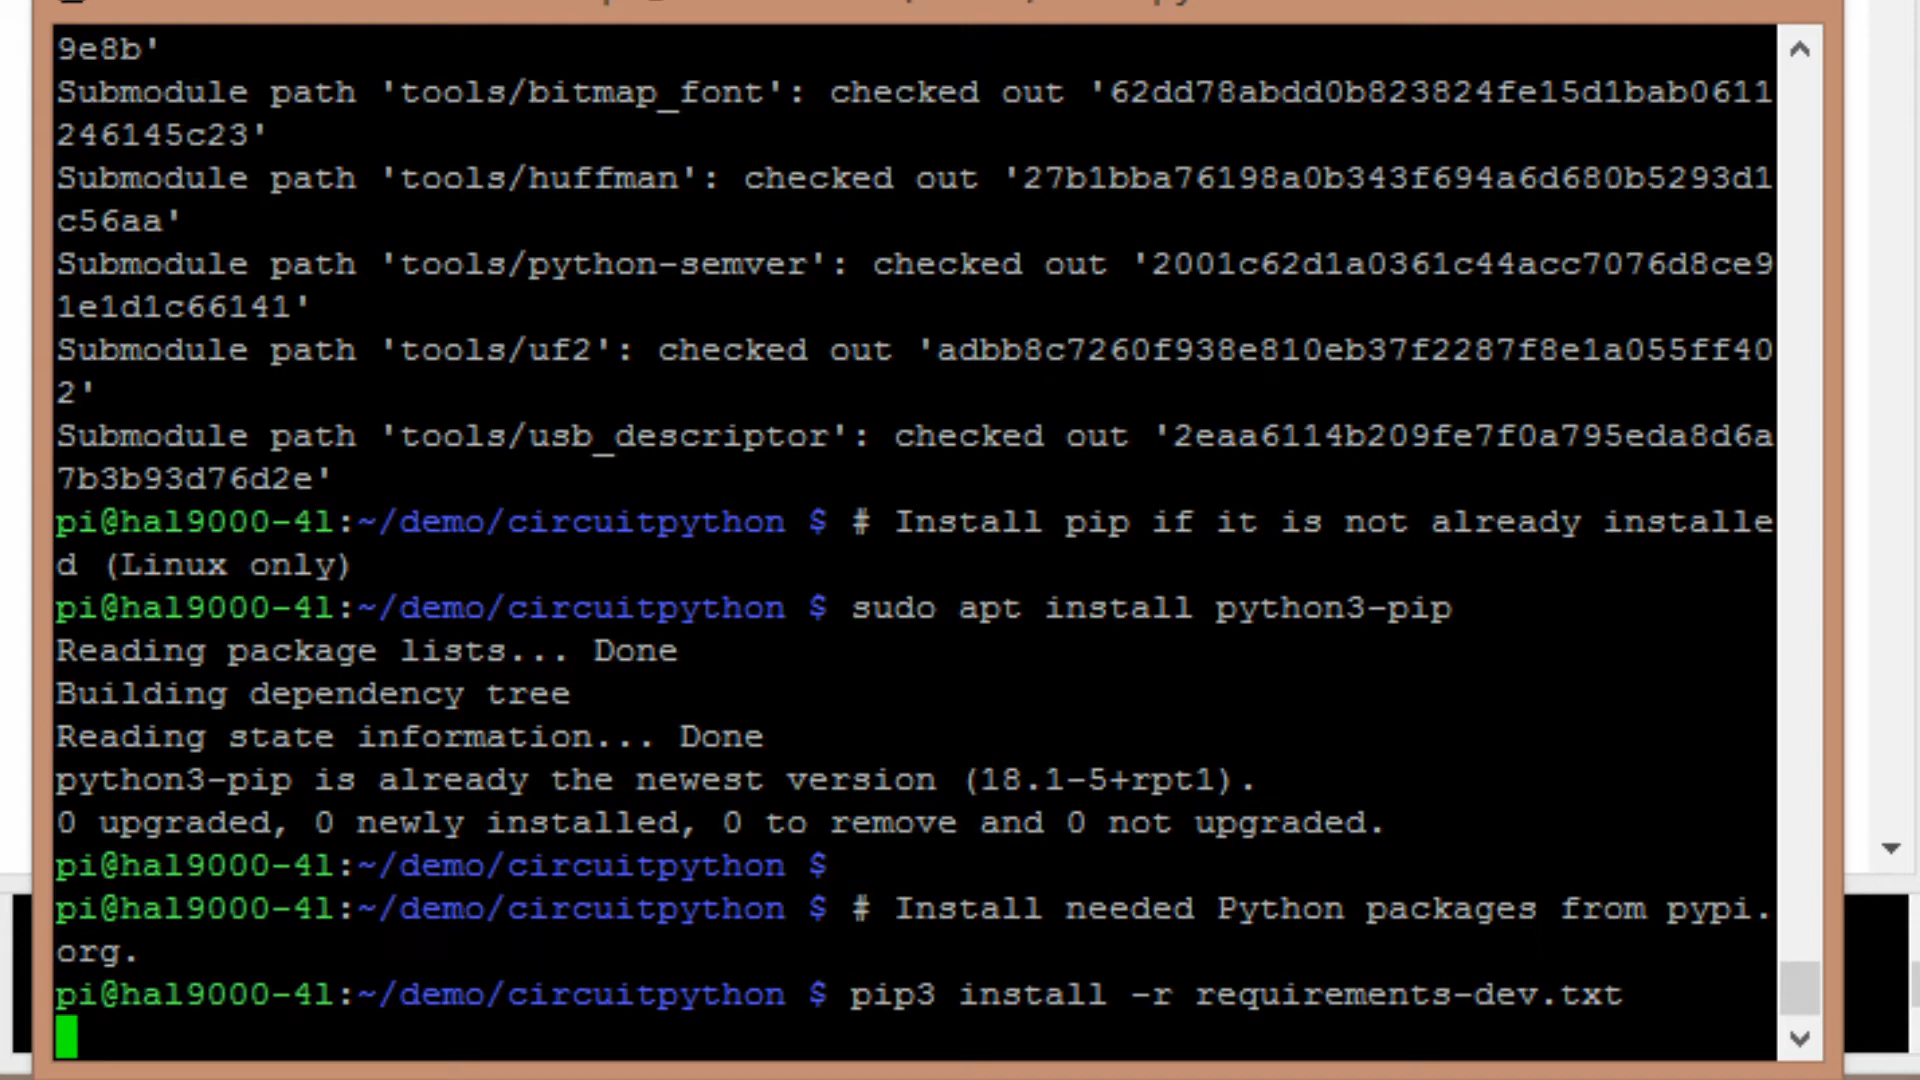 9e8b'
Submodule path 'tools/bitmap_font': checked out '62dd78abdd0b823824fe15d1bab0611
246145c23'
Submodule path 'tools/huffman': checked out '27b1bba76198a0b343f694a6d680b5293d1
c56aa'
Submodule path 'tools/python-semver': checked out '2001c62d1a0361c44acc7076d8ce9
1e1d1c66141'
Submodule path 'tools/uf2': checked out 'adbb8c7260f938e810eb37f2287f8e1a055ff40
2'
Submodule path 'tools/usb_descriptor': checked out '2eaa6114b209fe7f0a795eda8d6a
7b3b93d76d2e'
pi@hal9000-41:~/demo/circuitpython $ # Install pip if it is not already installe
d (Linux only)
pi@hal9000-41:~/demo/circuitpython $ sudo apt install python3-pip
Reading package lists... Done
Building dependency tree
Reading state information... Done
python3-pip is already the newest version (18.1-5+rpt1).
0 upgraded, 0 newly installed, 0 to remove and 0 not upgraded.
pi@hal9000-41:~/demo/circuitpython $
pi@hal9000-41:~/demo/circuitpython $ # Install needed Python packages from pypi.
org.
pi@hal9000-41:~/demo/circuitpython $ pip3 install -r requirements-dev.txt